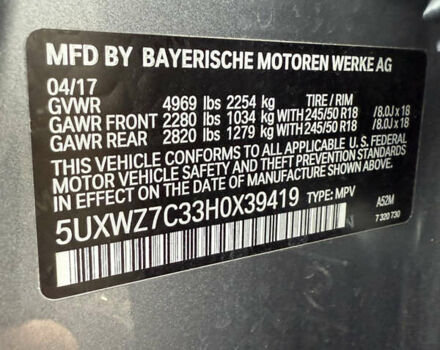 MFD BY BAYERISCHE MOTOREN WERKE AG
04/17
GVWR 4969 lbs 2254 kg TIRE / RIM
GAWR FRONT 2280 lbs 1034 kg WITH 245/50 R18 /8.0J x 18
GAWR REAR 2820 lbs 1279 kg WITH 245/50 R18 /8.0J x 18
THIS VEHICLE CONFORMS TO ALL APPLICABLE U.S. FEDERAL
MOTOR VEHICLE SAFETY STANDARDS IN
EFFECT ON THE DATE OF MANUFACTURE SHOWN ABOVE.
5UXWZ7C33H0X39419 TYPE: MPV A52M
7 320 730